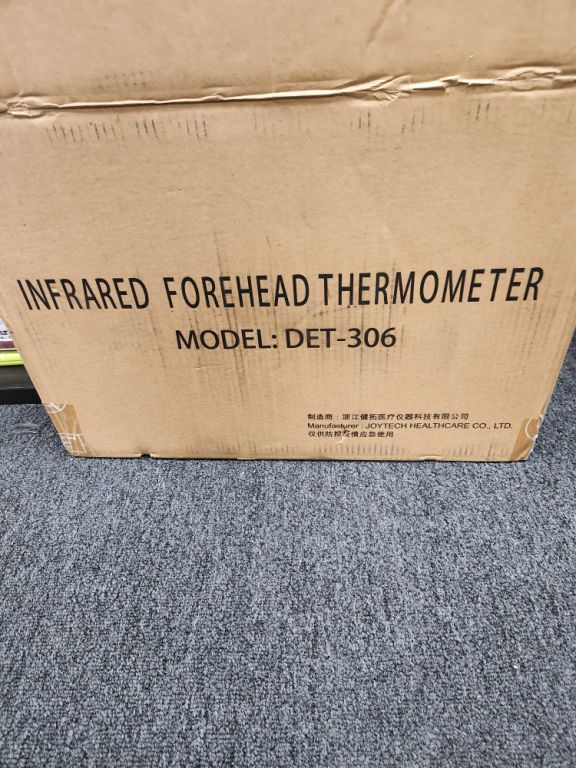 INFRARED FOREHEAD THERMOMETER
MODEL: DET-306
制造商：浙江健拓医疗仪器科技有限公司
Manufacturer : JOYTECH HEALTHCARE CO., LTD.
仅供防控疫情应急使用